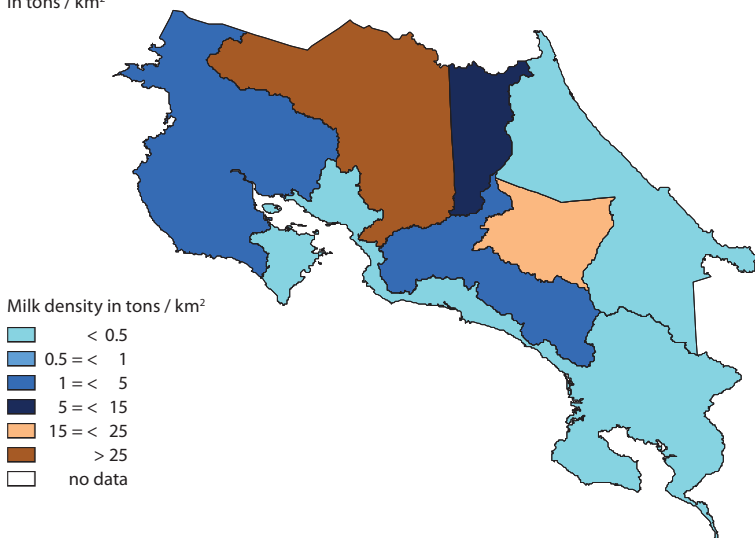 in tons / km²
Milk density in tons / km²
< 0.5
0.5 = < 1
1 = < 5
5 = < 15
15 = < 25
> 25
no data